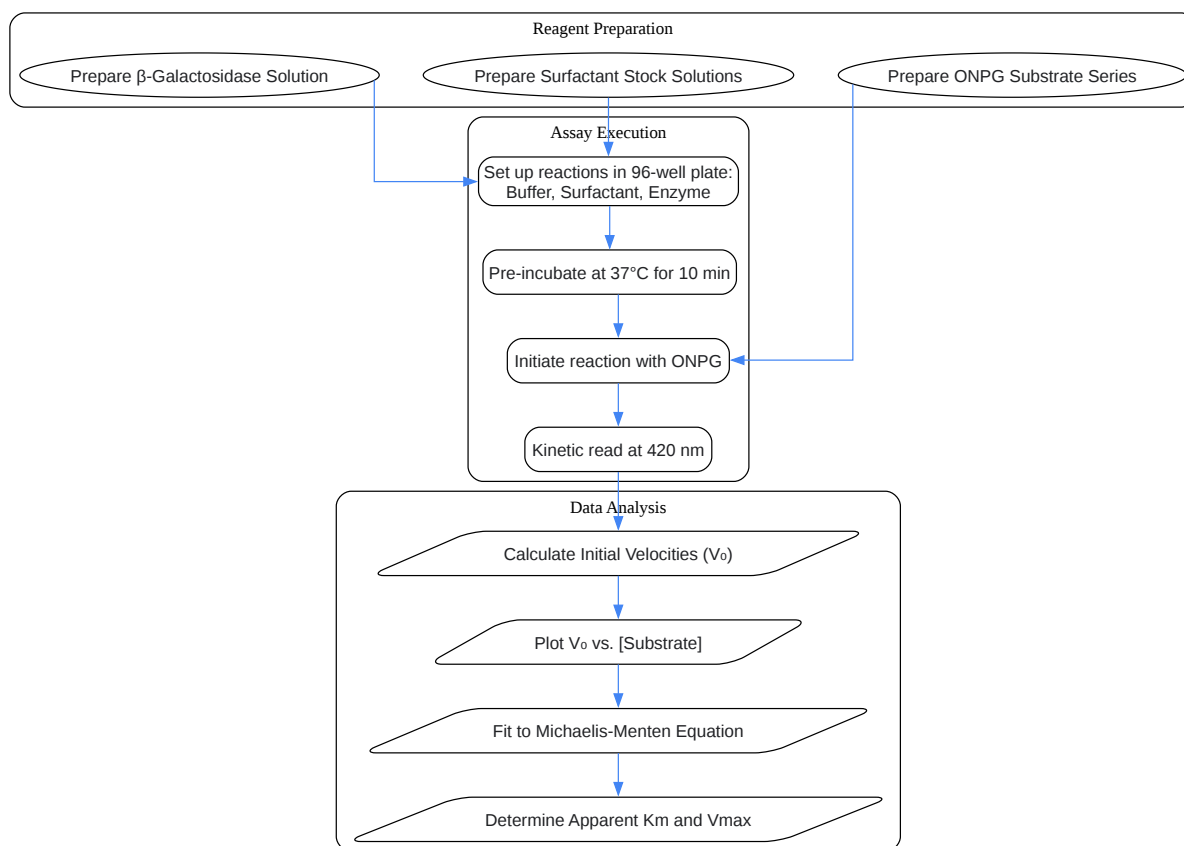 Reagent Preparation
Prepare β-Galactosidase Solution
Prepare Surfactant Stock Solutions
Prepare ONPG Substrate Series
Assay Execution
Set up reactions in 96-well plate:
Buffer, Surfactant, Enzyme
Pre-incubate at 37°C for 10 min
Initiate reaction with ONPG
Kinetic read at 420 nm
Data Analysis
Calculate Initial Velocities (V₀)
Plot V₀ vs. [Substrate]
Fit to Michaelis-Menten Equation
Determine Apparent Km and Vmax